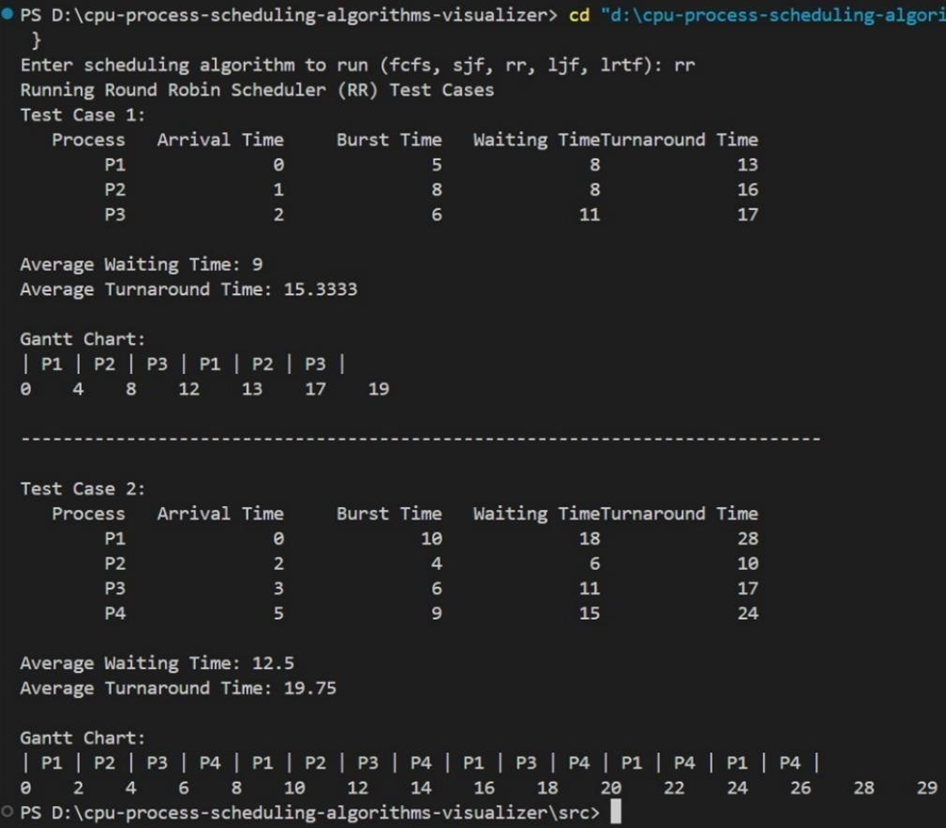 PS D:\cpu-process-scheduling-algorithms-visualizer> cd "d:\cpu-process-scheduling-algori
}
Enter scheduling algorithm to run (fcfs, sjf, rr, ljf, lrtf): rr
Running Round Robin Scheduler (RR) Test Cases
Test Case 1:
Process Arrival Time Burst Time Waiting TimeTurnaround Time
P1 0 5 8 13
P2 1 8 8 16
P3 2 6 11 17
Average Waiting Time: 9
Average Turnaround Time: 15.3333
Gantt Chart:
| P1 | P2 | P3 | P1 | P2 | P3 |
0 4 8 12 13 17 19
----------------------------------------------------------------------------
Test Case 2:
Process Arrival Time Burst Time Waiting TimeTurnaround Time
P1 0 10 18 28
P2 2 4 6 10
P3 3 6 11 17
P4 5 9 15 24
Average Waiting Time: 12.5
Average Turnaround Time: 19.75
Gantt Chart:
| P1 | P2 | P3 | P4 | P1 | P2 | P3 | P4 | P1 | P3 | P4 | P1 | P4 | P1 | P4 |
0 2 4 6 8 10 12 14 16 18 20 22 24 26 28 29
PS D:\cpu-process-scheduling-algorithms-visualizer\src>